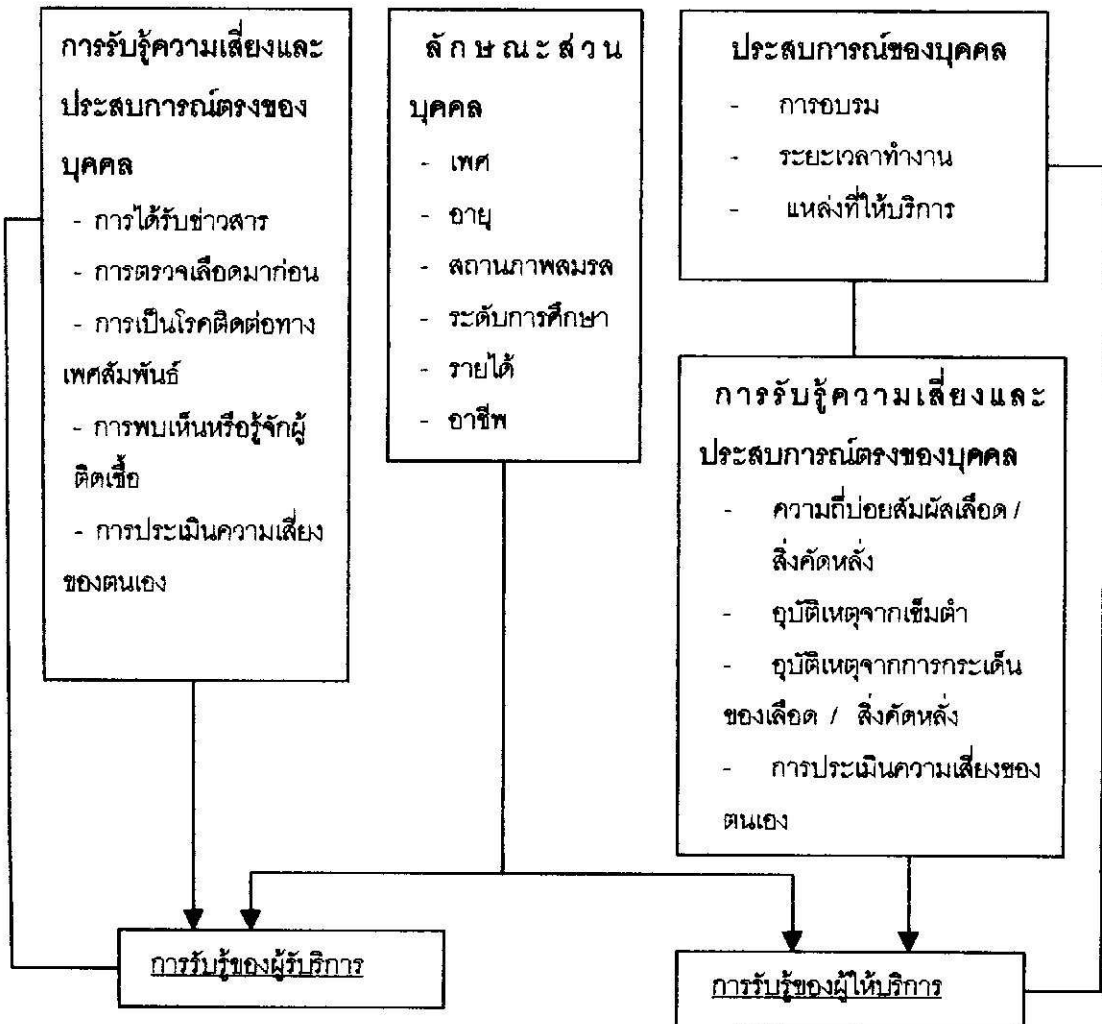 การรับรู้ความเสี่ยงและ
ประสบการณ์ตรงของ
บุคคล
- การได้รับข่าวสาร
- การตรวจเลือดมาก่อน
- การเป็นโรคติดต่อทาง
เพศสัมพันธ์
- การพบเห็นหรือรู้จักผู้
ติดเชื้อ
- การประเมินความเสี่ยง
ของตนเอง
ลักษณะส่วน
บุคคล
- เพศ
- อายุ
- สถานภาพสมรส
- ระดับการศึกษา
- รายได้
- อาชีพ
ประสบการณ์ของบุคคล
- การอบรม
- ระยะเวลาทำงาน
- แหล่งที่ให้บริการ
การรับรู้ความเสี่ยงและ
ประสบการณ์ตรงของบุคคล
- ความถี่บ่อยสัมผัสเลือด /
สิ่งคัดหลั่ง
- อุบัติเหตุจากเข็มตำ
- อุบัติเหตุจากการกระเด็น
ของเลือด / สิ่งคัดหลั่ง
- การประเมินความเสี่ยงของ
ตนเอง
การรับรู้ของผู้รับริการ
การรับรู้ของผู้ให้บริการ